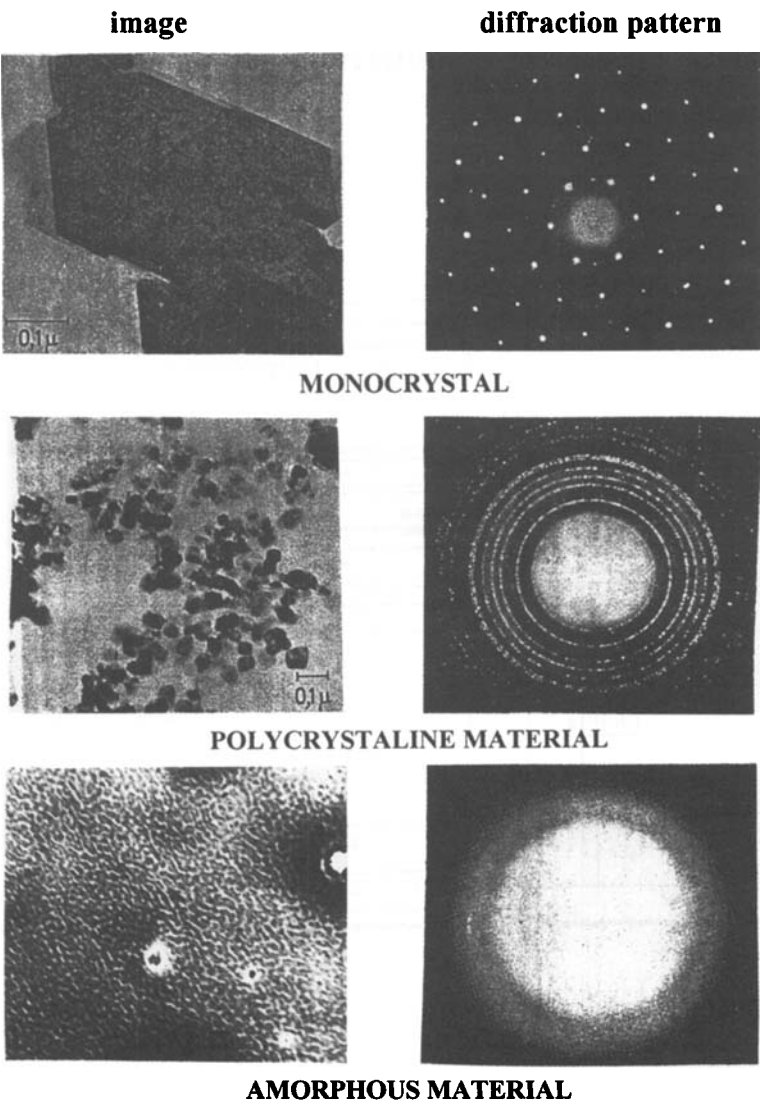 image diffraction pattern
0,1μ
MONOCRYSTAL
0,1μ
POLYCRYSTALINE MATERIAL
AMORPHOUS MATERIAL